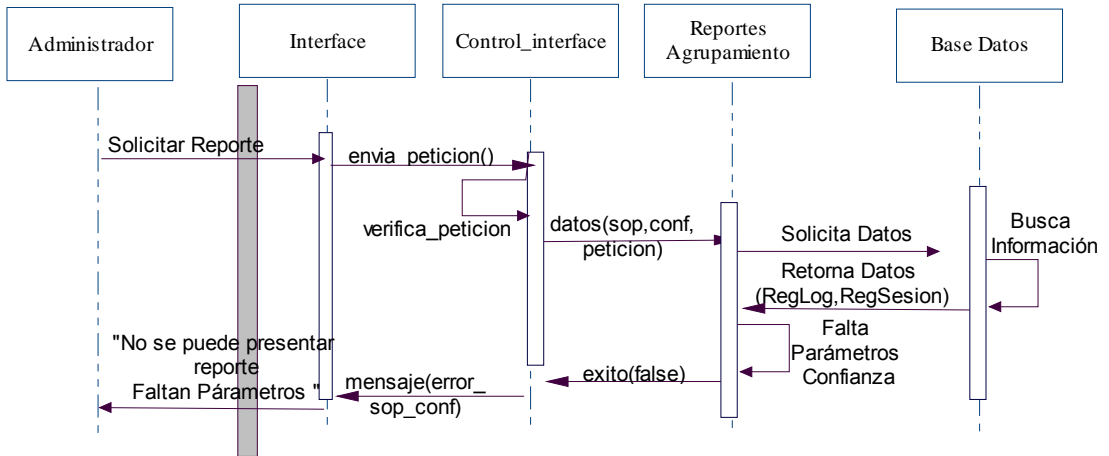 Administrador
Interface
Control_interface
Reportes
Agrupamiento
Base Datos
Solicitar Reporte
envia_peticion()
verifica_peticion
datos(sop,conf,
peticion)
Solicita Datos
Busca
Información
Retorna Datos
(RegLog,RegSesion)
Falta
Parámetros
Confianza
exito(false)
mensaje(error_
sop_conf)
"No se puede presentar
reporte
Faltan Párametros "